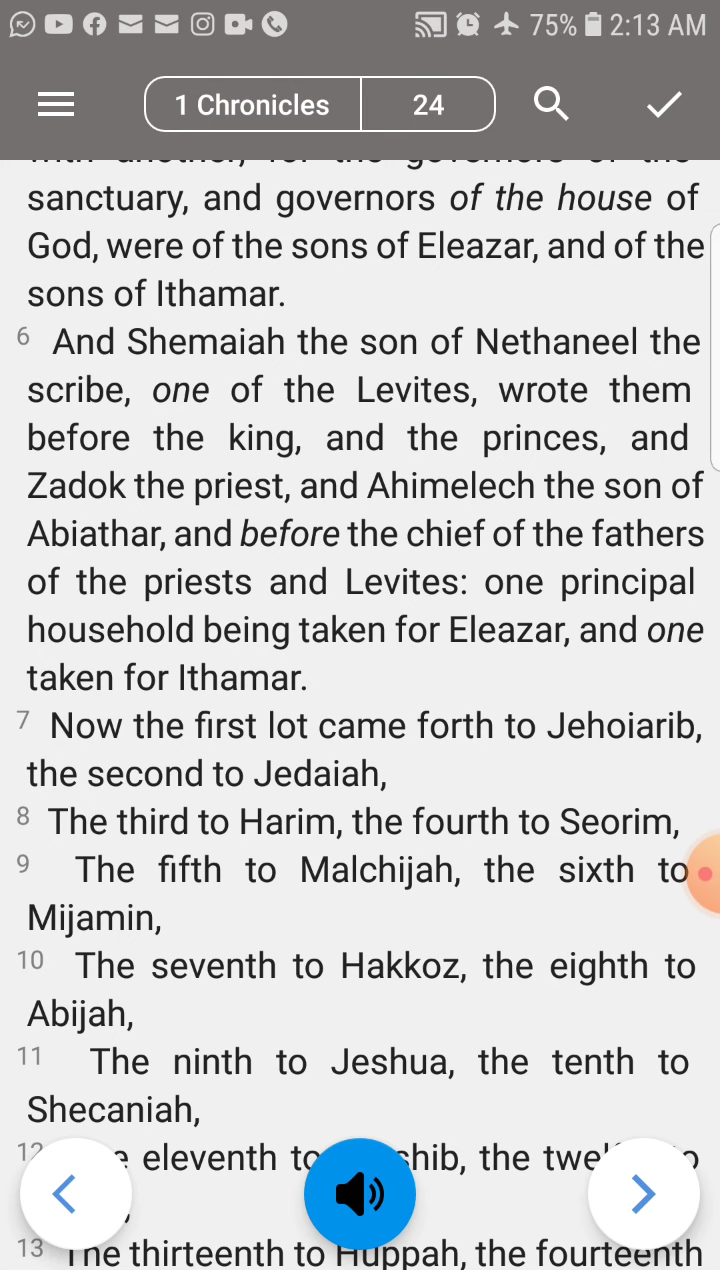 75% 2:13 AM
1 Chronicles 24
sanctuary, and governors of the house of
God, were of the sons of Eleazar, and of the
sons of Ithamar.
6 And Shemaiah the son of Nethaneel the
scribe, one of the Levites, wrote them
before the king, and the princes, and
Zadok the priest, and Ahimelech the son of
Abiathar, and before the chief of the fathers
of the priests and Levites: one principal
household being taken for Eleazar, and one
taken for Ithamar.
7 Now the first lot came forth to Jehoiarib,
the second to Jedaiah,
8 The third to Harim, the fourth to Seorim,
9 The fifth to Malchijah, the sixth to
Mijamin,
10 The seventh to Hakkoz, the eighth to
Abijah,
11 The ninth to Jeshua, the tenth to
Shecaniah,
12 eleventh to the
13 The thirteenth to Huppah, the fourteenth